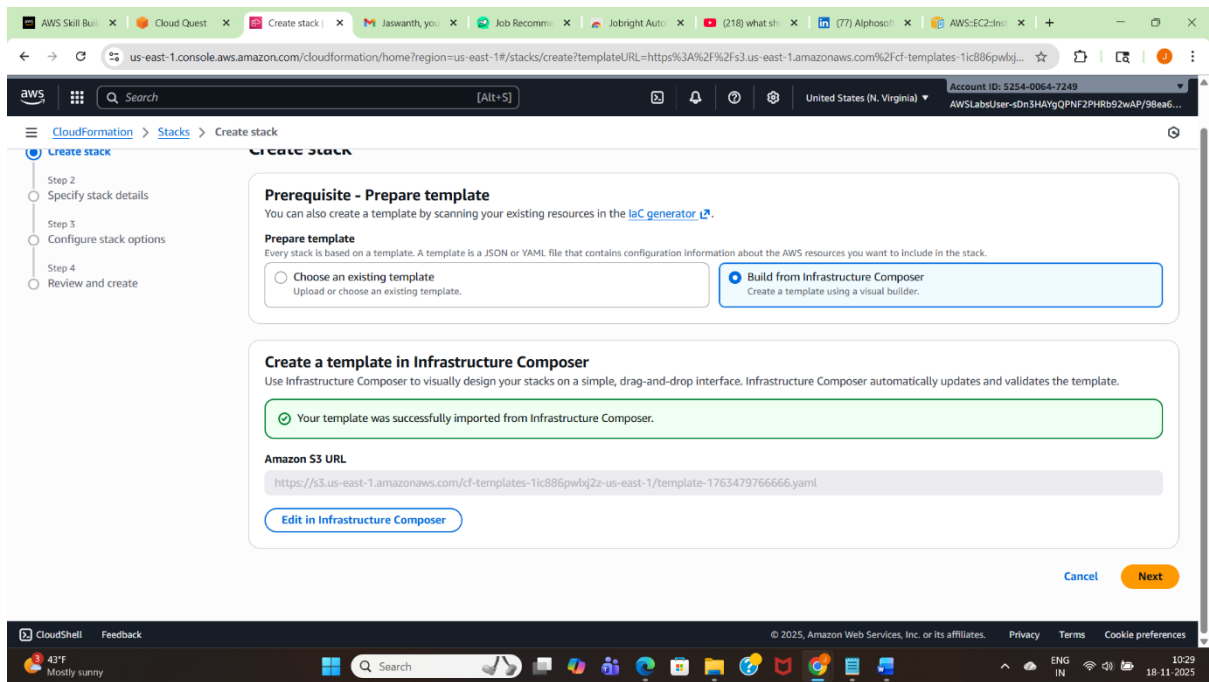 AWS Skill Buil
Cloud Quest
Create stack |
Jaswanth, you
Job Recomme
Jobright Auto
(218) what sh
(77) Alphosoft
AWS::EC2::Inst
us-east-1.console.aws.amazon.com/cloudformation/home?region=us-east-1#/stacks/create?templateURL=https%3A%2F%2Fs3.us-east-1.amazonaws.com%2Fcf-templates-1ic886pwlxj...
aws
Search
[Alt+S]
United States (N. Virginia)
Account ID: 5254-0064-7249
AWSLabsUser-sDn3HAYgQPNF2PHRb92wAP/98ea6...
CloudFormation > Stacks > Create stack
Create stack
Step 2
Specify stack details
Step 3
Configure stack options
Step 4
Review and create
Create stack
Prerequisite - Prepare template
You can also create a template by scanning your existing resources in the IaC generator.
Prepare template
Every stack is based on a template. A template is a JSON or YAML file that contains configuration information about the AWS resources you want to include in the stack.
Choose an existing template
Upload or choose an existing template.
Build from Infrastructure Composer
Create a template using a visual builder.
Create a template in Infrastructure Composer
Use Infrastructure Composer to visually design your stacks on a simple, drag-and-drop interface. Infrastructure Composer automatically updates and validates the template.
Your template was successfully imported from Infrastructure Composer.
Amazon S3 URL
https://s3.us-east-1.amazonaws.com/cf-templates-1ic886pwlxj2z-us-east-1/template-1763479766666.yaml
Edit in Infrastructure Composer
Cancel
Next
CloudShell
Feedback
© 2025, Amazon Web Services, Inc. or its affiliates.
Privacy
Terms
Cookie preferences
3
43°F
Mostly sunny
Search
ENG
IN
10:29
18-11-2025